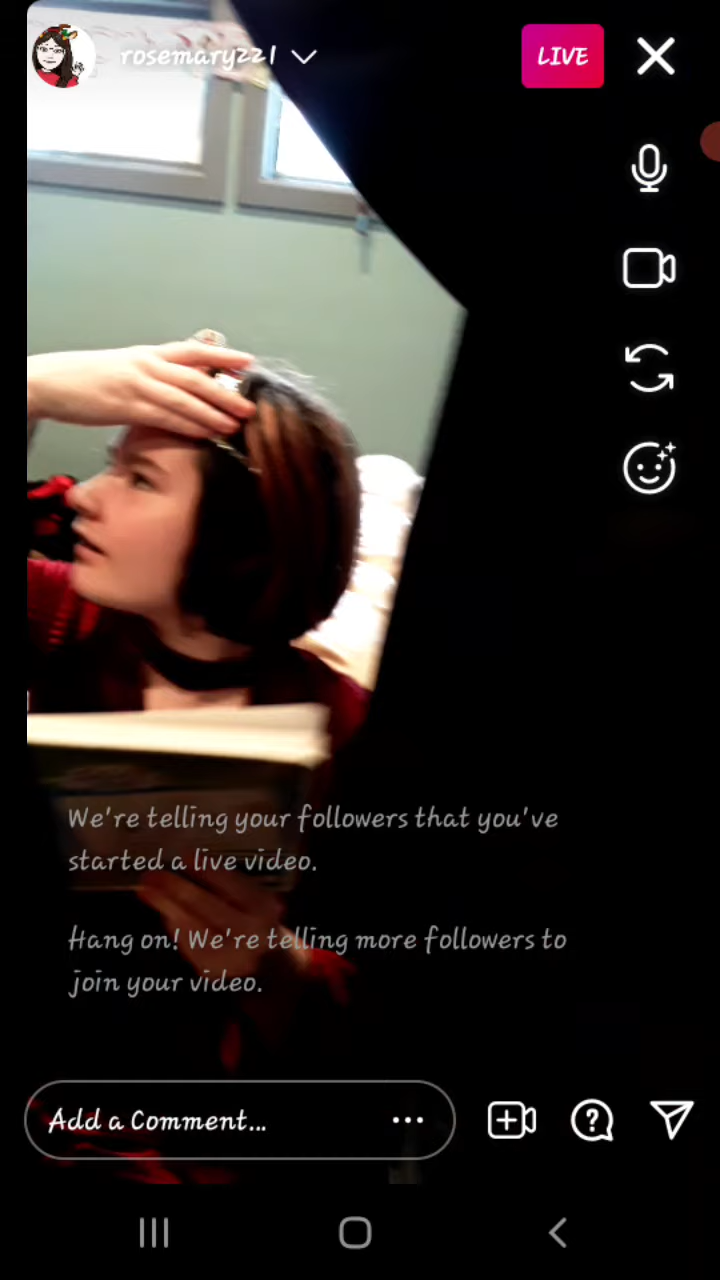 rosemary221
LIVE
We're telling your followers that you've
started a live video.
Hang on! We're telling more followers to
join your video.
Add a Comment...